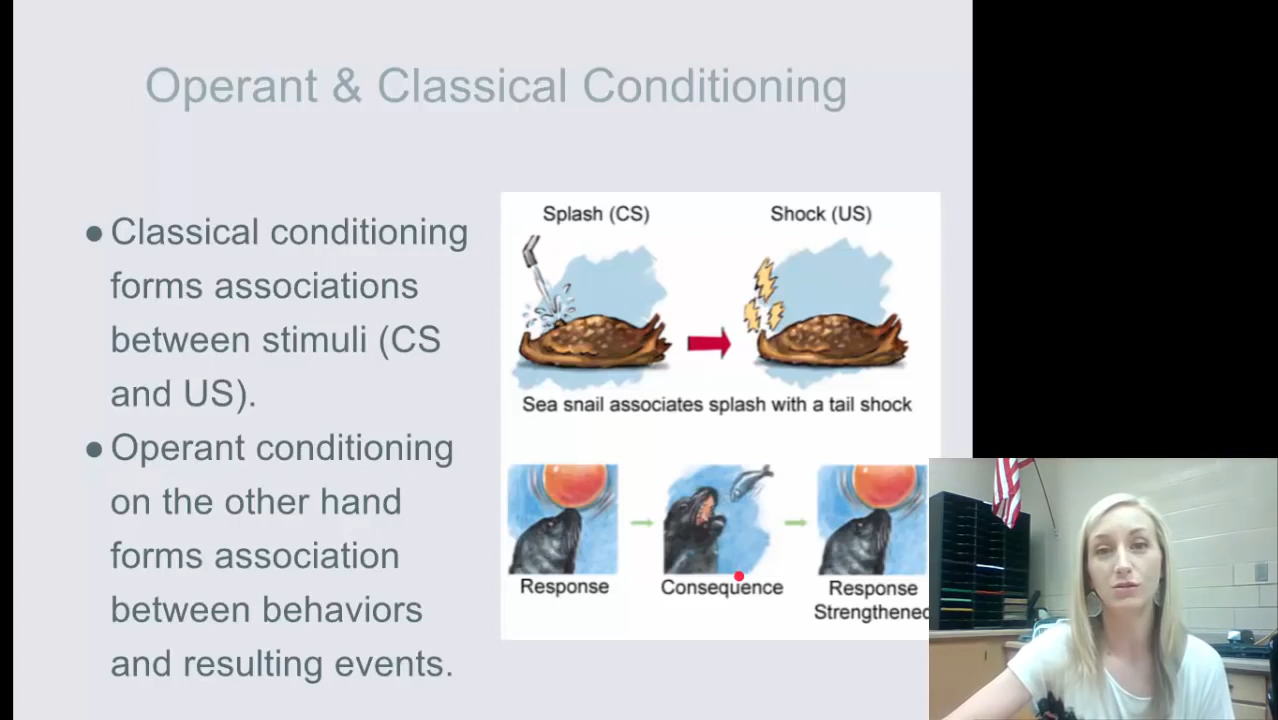 Operant & Classical Conditioning
● Classical conditioning
forms associations
between stimuli (CS
and US).
● Operant conditioning
on the other hand
forms association
between behaviors
and resulting events.
Splash (CS)
Shock (US)
Sea snail associates splash with a tail shock
Response
Consequence
Response
Strengthened